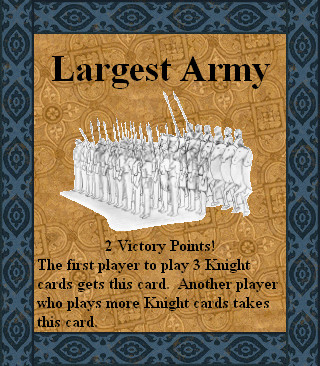 Largest Army
2 Victory Points!
The first player to play 3 Knight
cards gets this card.  Another player
who plays more Knight cards takes
this card.